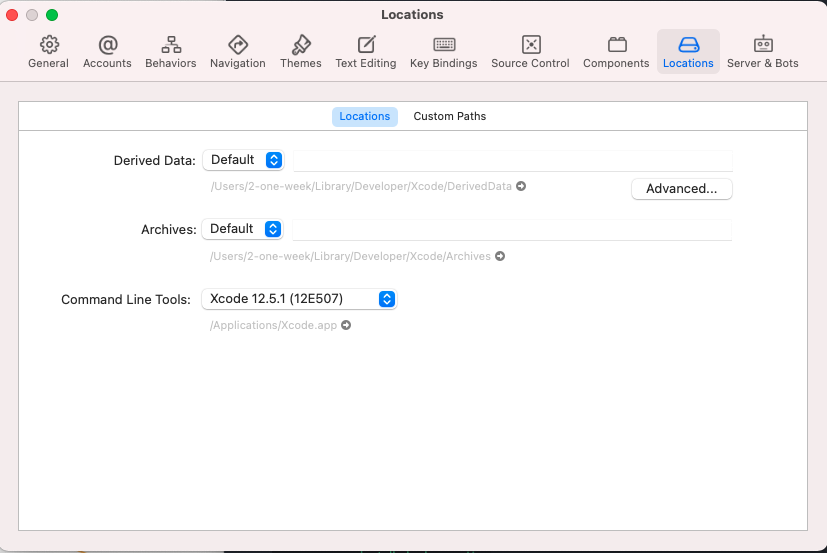 Locations
General Accounts Behaviors Navigation Themes Text Editing Key Bindings Source Control Components Locations Server & Bots
Locations Custom Paths
Derived Data: Default
/Users/2-one-week/Library/Developer/Xcode/DerivedData
Advanced...
Archives: Default
/Users/2-one-week/Library/Developer/Xcode/Archives
Command Line Tools: Xcode 12.5.1 (12E507)
/Applications/Xcode.app